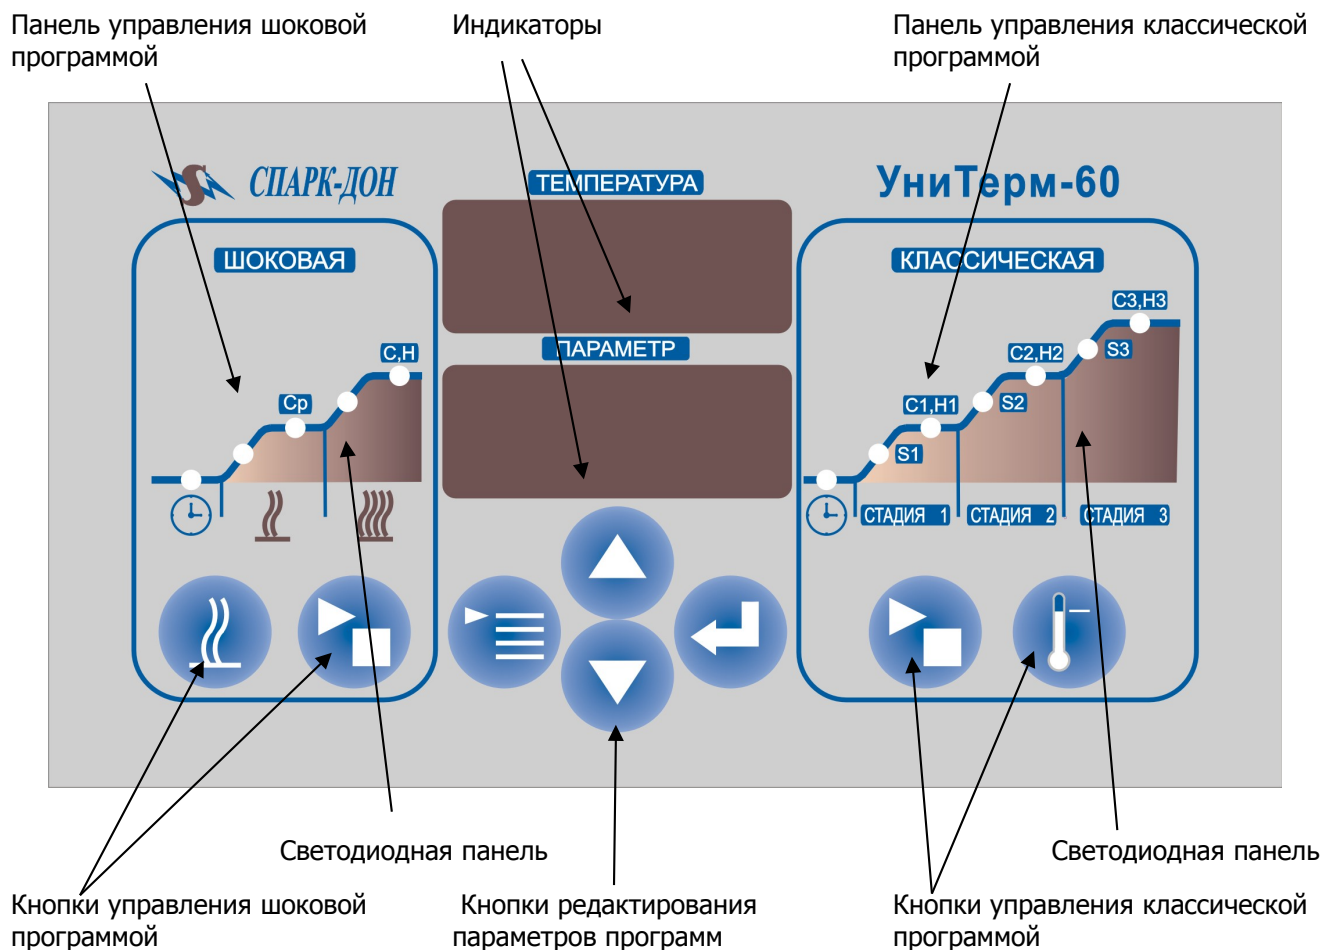 Панель управления шоковой
программой
Индикаторы
Панель управления классической
программой
СПАРК-ДОН
ТЕМПЕРАТУРА
УниТерм-60
ШОКОВАЯ
КЛАССИЧЕСКАЯ
C3,H3
ПАРАМЕТР
C,H
C2,H2
S3
Cp
C1,H1
S2
S1
СТАДИЯ 1
СТАДИЯ 2
СТАДИЯ 3
Светодиодная панель
Светодиодная панель
Кнопки управления шоковой
программой
Кнопки редактирования
параметров программ
Кнопки управления классической
программой